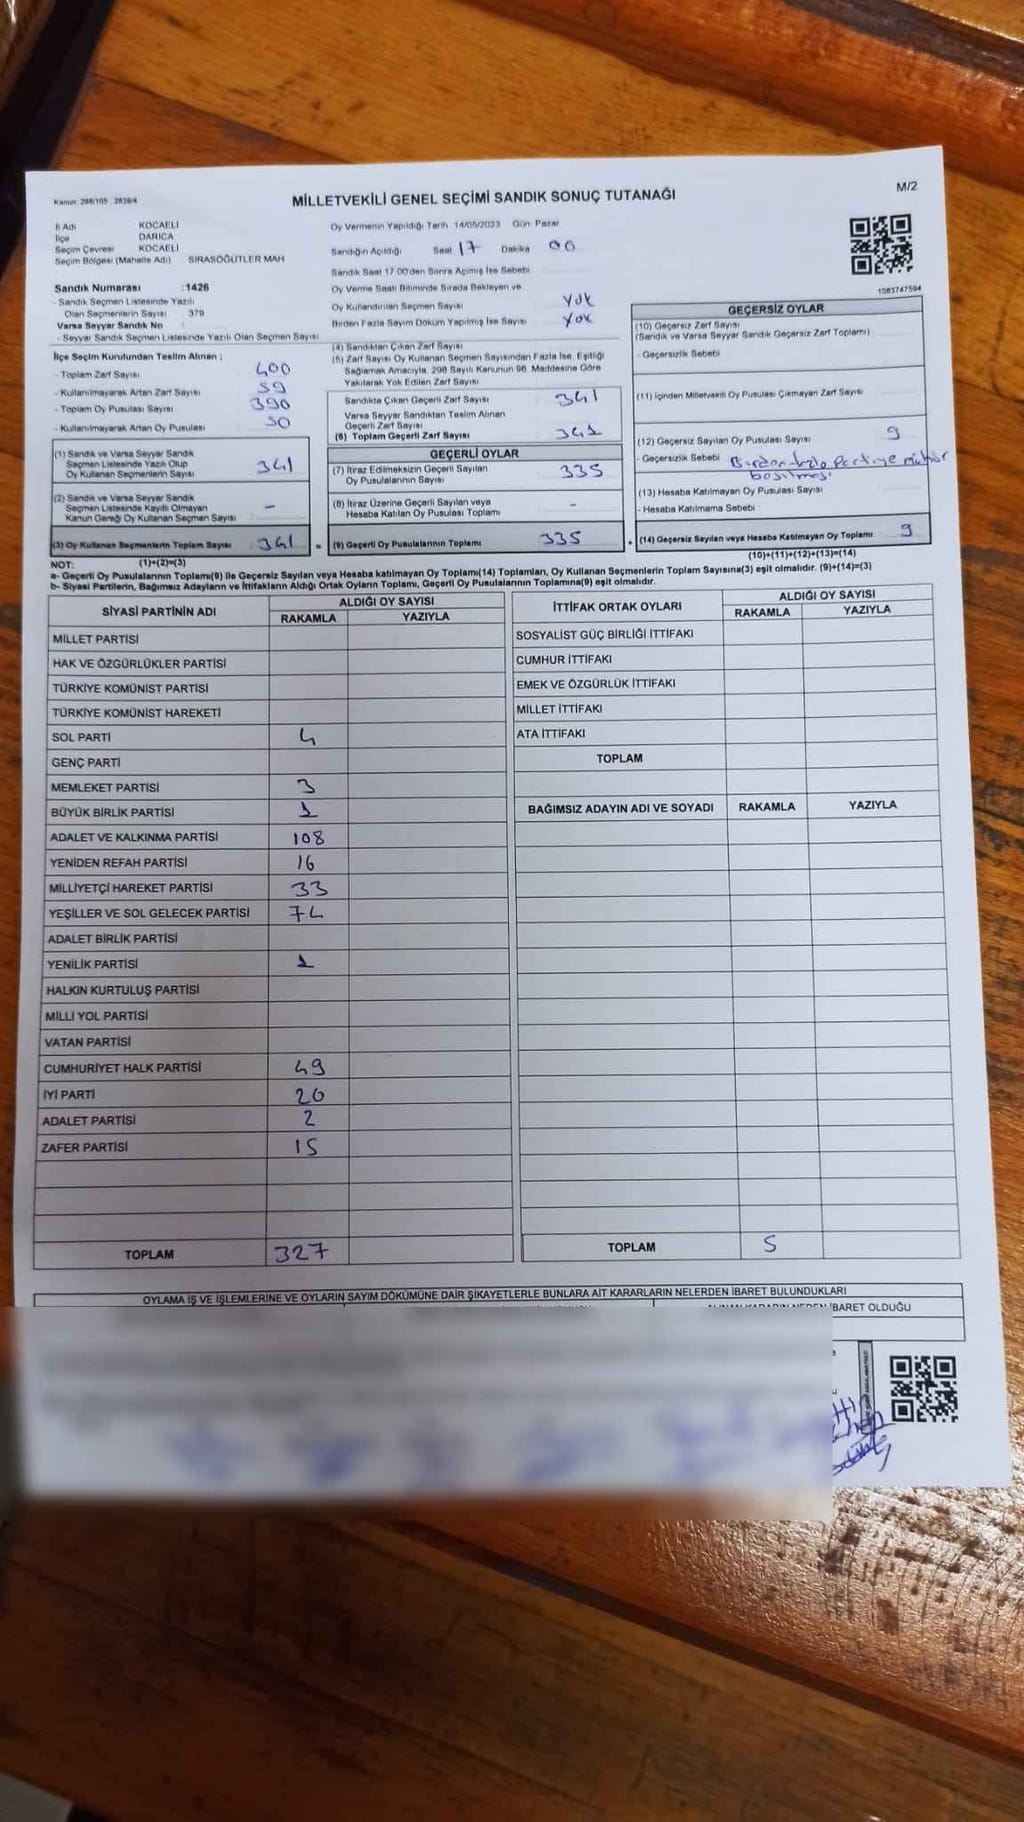 Kanun: 298/105 , 2839/4
MİLLETVEKİLİ GENEL SEÇİMİ SANDIK SONUÇ TUTANAĞI
M/2
İl Adı KOCAELİ
İlçe DARICA
Seçim Çevresi KOCAELİ
Seçim Bölgesi (Mahalle Adı) SIRASÖĞÜTLER MAH
Sandık Numarası :1426
- Sandık Seçmen Listesinde Yazılı
Olan Seçmenlerin Sayısı : 379
Varsa Seyyar Sandık No :
- Seyyar Sandık Seçmen Listesinde Yazılı Olan Seçmen Sayısı
İlçe Seçim Kurulundan Teslim Alınan ;
- Toplam Zarf Sayısı 400
- Kullanılmayarak Artan Zarf Sayısı 59
- Toplam Oy Pusulası Sayısı 390
- Kullanılmayarak Artan Oy Pusulası 50
(1) Sandık ve Varsa Seyyar Sandık
Seçmen Listesinde Yazılı Olup
Oy Kullanan Seçmenlerin Sayısı : 341
(2) Sandık ve Varsa Seyyar Sandık
Seçmen Listesinde Kayıtlı Olmayan
Kanun Gereği Oy Kullanan Seçmen Sayısı : -
(3) Oy Kullanan Seçmenlerin Toplam Sayısı : 341
(1)+(2)=(3)
Oy Vermenin Yapıldığı Tarih 14/05/2023 Gün Pazar
Sandığın Açıldığı Saat 17 Dakika 00
Sandık Saat 17.00'den Sonra Açımış İse Sebebi
Oy Verme Saati Bitiminde Sırada Bekleyen ve
Oy Kullandırılan Seçmen Sayısı Yok
Birden Fazla Sayım Döküm Yapılmış İse Sayısı Yok
(4) Sandıktan Çıkan Zarf Sayısı
(5) Zarf Sayısı Oy Kullanan Seçmen Sayısından Fazla İse, Eşitliği
Sağlamak Amacıyla, 298 Sayılı Kanunun 98. Maddesine Göre
Yakılarak Yok Edilen Zarf Sayısı
Sandıkta Çıkan Geçerli Zarf Sayısı 341
Varsa Seyyar Sandıktan Teslim Alınan
Geçerli Zarf Sayısı
(6) Toplam Geçerli Zarf Sayısı 341
GEÇERLİ OYLAR
(7) İtiraz Edilmeksizin Geçerli Sayılan
Oy Pusulalarının Sayısı 335
(8) İtiraz Üzerine Geçerli Sayılan veya
Hesaba Katılan Oy Pusulası Toplamı -
= (9) Geçerli Oy Pusulalarının Toplamı 335
1083747594
GEÇERSİZ OYLAR
(10) Geçersiz Zarf Sayısı
(Sandık ve Varsa Seyyar Sandık Geçersiz Zarf Toplamı)
- Geçersizlik Sebebi
(11) İçinden Milletvekili Oy Pusulası Çıkmayan Zarf Sayısı
(12) Geçersiz Sayılan Oy Pusulası Sayısı 9
- Geçersizlik Sebebi Birden fazla partiye mühür
basılması
(13) Hesaba Katılmayan Oy Pusulası Sayısı
- Hesaba Katılmama Sebebi
+ (14) Geçersiz Sayılan veya Hesaba Katılmayan Oy Toplamı 9
(10)+(11)+(12)+(13)=(14)
NOT:
a- Geçerli Oy Pusulalarının Toplamı(9) ile Geçersiz Sayılan veya Hesaba katılmayan Oy Toplamı(14) Toplamları, Oy Kullanan Seçmenlerin Toplam Sayısına(3) eşit olmalıdır. (9)+(14)=(3)
b- Siyasi Partilerin, Bağımsız Adayların ve İttifakların Aldığı Ortak Oyların Toplamı, Geçerli Oy Pusulalarının Toplamına(9) eşit olmalıdır.
SİYASİ PARTİNİN ADI ALDIĞI OY SAYISI
RAKAMLA YAZIYLA
MİLLET PARTİSİ
HAK VE ÖZGÜRLÜKLER PARTİSİ
TÜRKİYE KOMÜNİST PARTİSİ
TÜRKİYE KOMÜNİST HAREKETİ
SOL PARTİ 4
GENÇ PARTİ
MEMLEKET PARTİSİ 3
BÜYÜK BİRLİK PARTİSİ 1
ADALET VE KALKINMA PARTİSİ 108
YENİDEN REFAH PARTİSİ 16
MİLLİYETÇİ HAREKET PARTİSİ 33
YEŞİLLER VE SOL GELECEK PARTİSİ 74
ADALET BİRLİK PARTİSİ
YENİLİK PARTİSİ 1
HALKIN KURTULUŞ PARTİSİ
MİLLİ YOL PARTİSİ
VATAN PARTİSİ
CUMHURİYET HALK PARTİSİ 49
İYİ PARTİ 20
ADALET PARTİSİ 2
ZAFER PARTİSİ 15
TOPLAM 327
İTTİFAK ORTAK OYLARI ALDIĞI OY SAYISI
RAKAMLA YAZIYLA
SOSYALİST GÜÇ BİRLİĞİ İTTİFAKI
CUMHUR İTTİFAKI
EMEK VE ÖZGÜRLÜK İTTİFAKI
MİLLET İTTİFAKI
ATA İTTİFAKI
TOPLAM
BAĞIMSIZ ADAYIN ADI VE SOYADI RAKAMLA YAZIYLA
TOPLAM 5
OYLAMA İŞ VE İŞLEMLERİNE VE OYLARIN SAYIM DÖKÜMÜNE DAİR ŞİKAYETLERLE BUNLARA AİT KARARLARIN NELERDEN İBARET BULUNDUKLARI
İBARET OLDUĞU